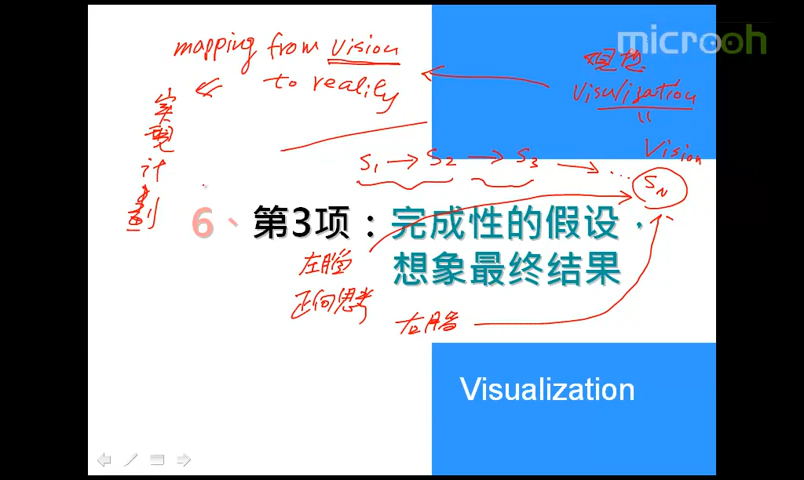 microoh
mapping from vision
to reality
观想
visualization
实现计划
Vision
S1 → S2 → S3 → ... SN
6、第3项：完成性的假设，
想象最终结果
左脑
正向思考
右脑
Visualization